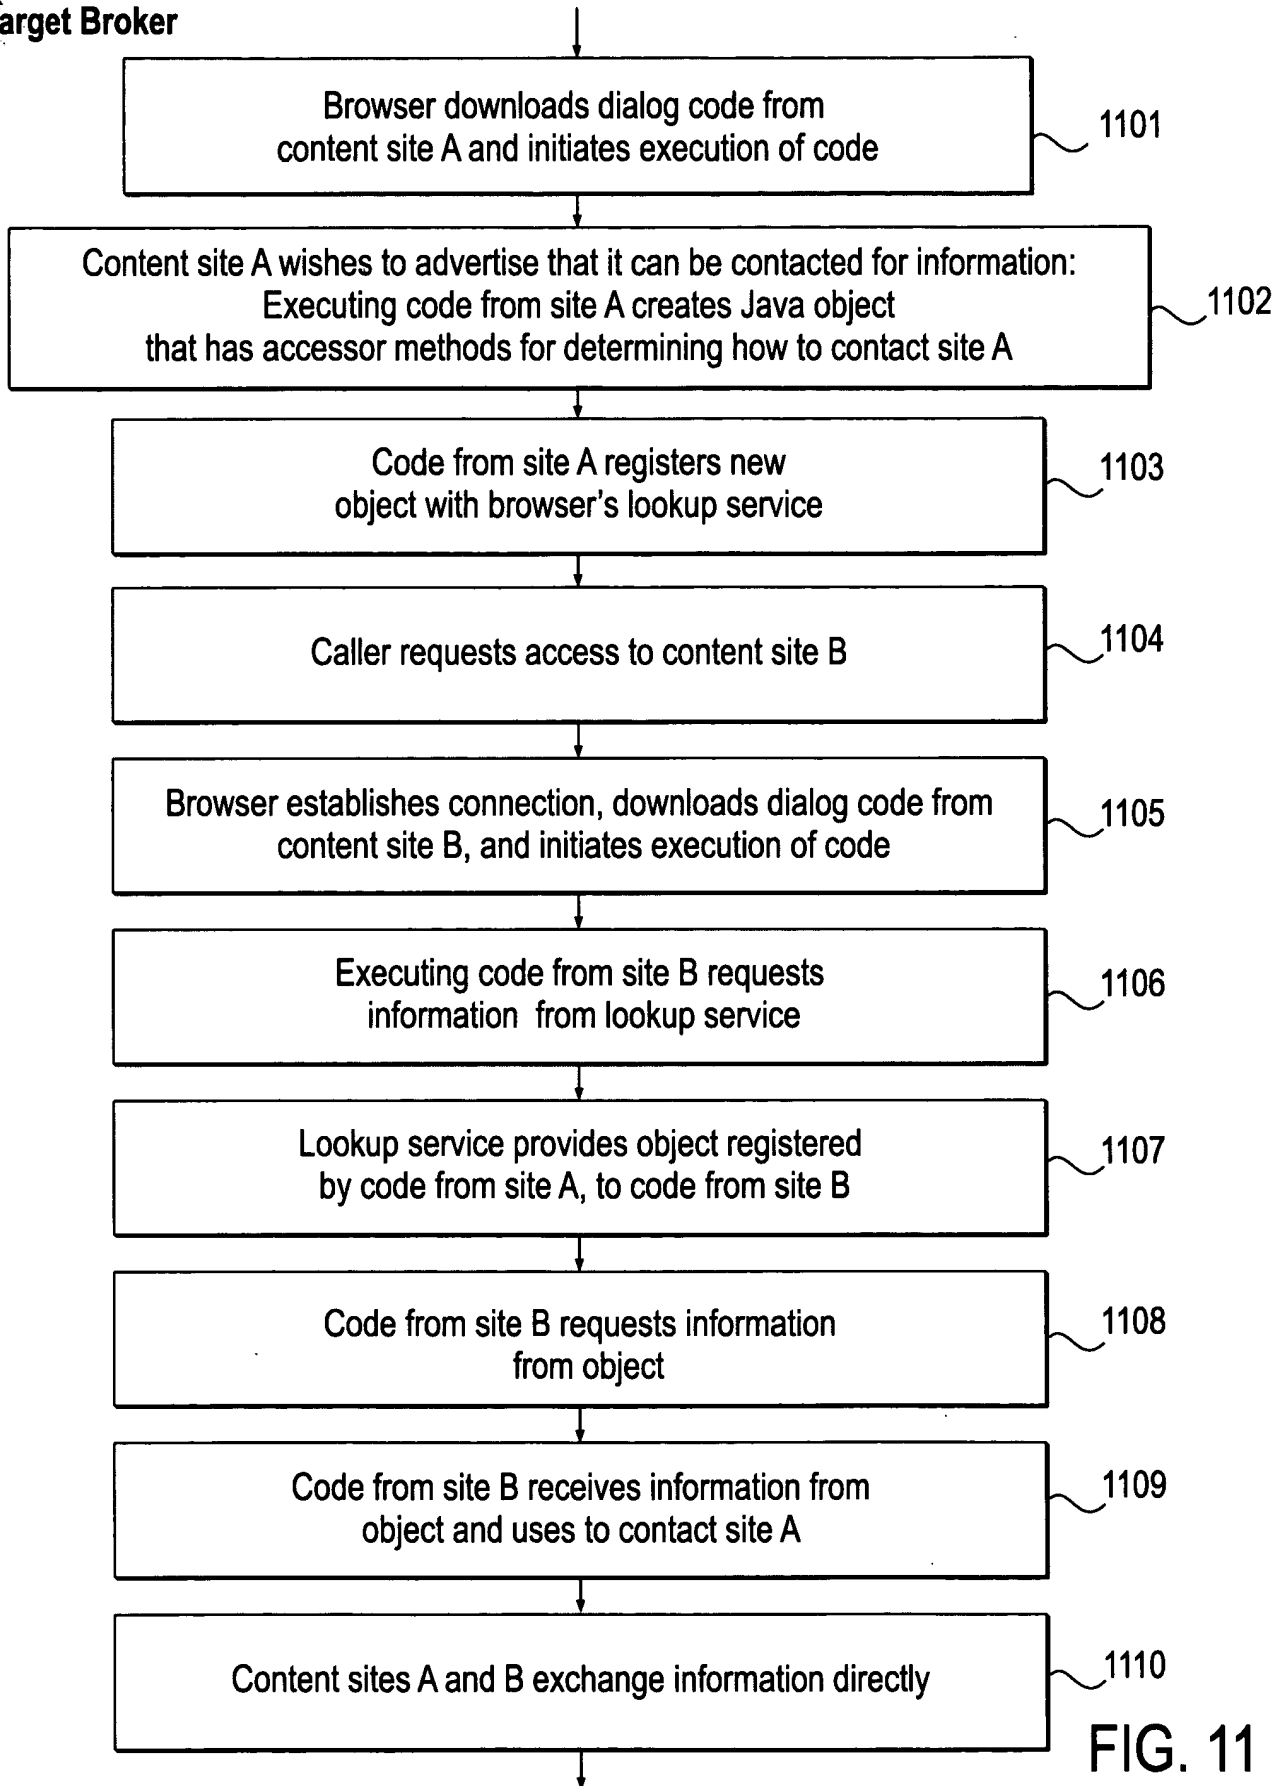 arget Broker
Browser downloads dialog code from
content site A and initiates execution of code
1101
Content site A wishes to advertise that it can be contacted for information:
Executing code from site A creates Java object
that has accessor methods for determining how to contact site A
1102
Code from site A registers new
object with browser's lookup service
1103
Caller requests access to content site B
1104
Browser establishes connection, downloads dialog code from
content site B, and initiates execution of code
1105
Executing code from site B requests
information from lookup service
1106
Lookup service provides object registered
by code from site A, to code from site B
1107
Code from site B requests information
from object
1108
Code from site B receives information from
object and uses to contact site A
1109
Content sites A and B exchange information directly
1110
FIG. 11